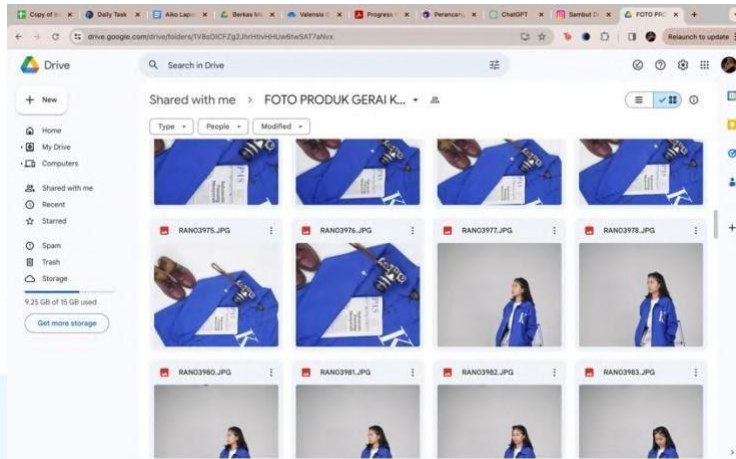 Copy of
Daily Task
Aiko Lapo
Berkas
Valensia
Progress
Perancang
ChatGPT
Sambut D
FOTO PRO
drive.google.com/drive/folders/
Relaunch to update
Drive
Search in Drive
New
Shared with me > FOTO PRODUK GERAI K...
Type
People
Modified
Home
My Drive
Computers
Shared with me
Recent
Starred
Spam
Trash
Storage
9.25 GB of 15 GB used
Get more storage
RAN03975.JPG
RAN03976.JPG
RAN03977.JPG
RAN03978.JPG
K
RAN03980.JPG
RAN03981.JPG
RAN03982.JPG
RAN03983.JPG